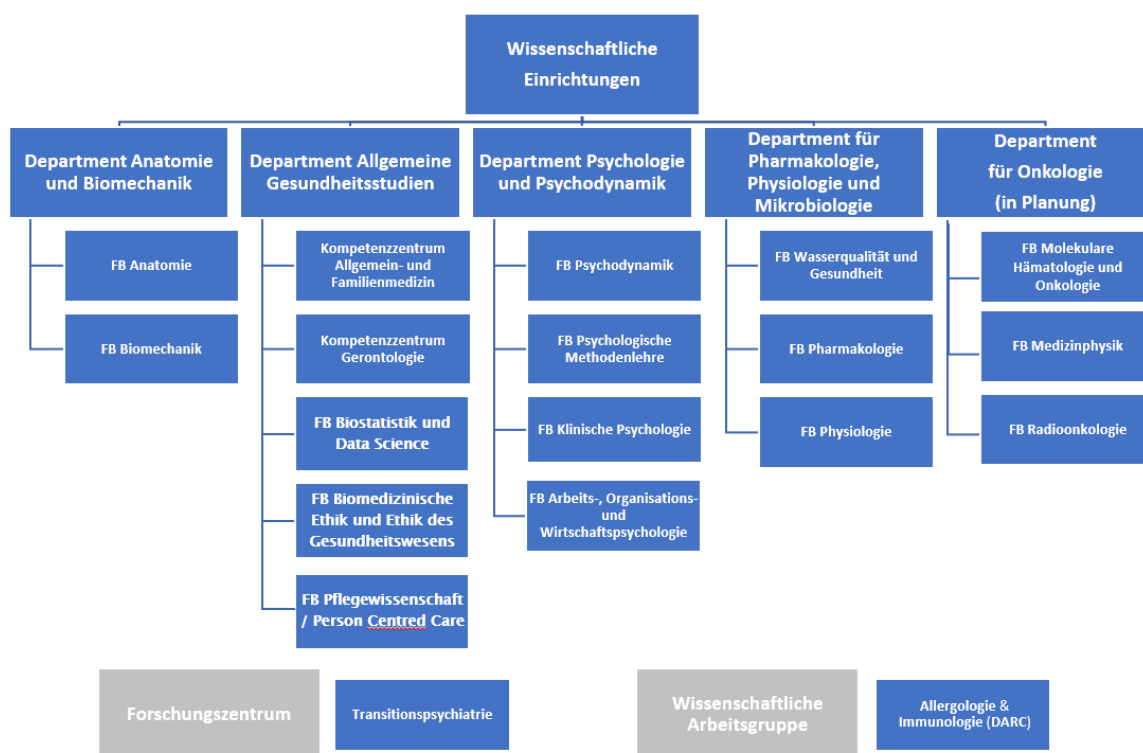 Wissenschaftliche
Einrichtungen
Department Anatomie
und Biomechanik
FB Anatomie
FB Biomechanik
Department Allgemeine
Gesundheitsstudien
Kompetenzzentrum
Allgemein- und
Familienmedizin
Kompetenzzentrum
Gerontologie
FB Biostatistik und
Data Science
FB Biomedizinische
Ethik und Ethik des
Gesundheitswesens
FB Pflegewissenschaft
/ Person Centred Care
Department Psychologie
und Psychodynamik
FB Psychodynamik
FB Psychologische
Methodenlehre
FB Klinische Psychologie
FB Arbeits-, Organisations-
und
Wirtschaftspsychologie
Department für
Pharmakologie,
Physiologie und
Mikrobiologie
FB Wasserqualität und
Gesundheit
FB Pharmakologie
FB Physiologie
Department
für Onkologie
(in Planung)
FB Molekulare
Hämatologie und
Onkologie
FB Medizinphysik
FB Radioonkologie
Forschungszentrum
Transitionspsychiatrie
Wissenschaftliche
Arbeitsgruppe
Allergologie &
Immunologie (DARC)